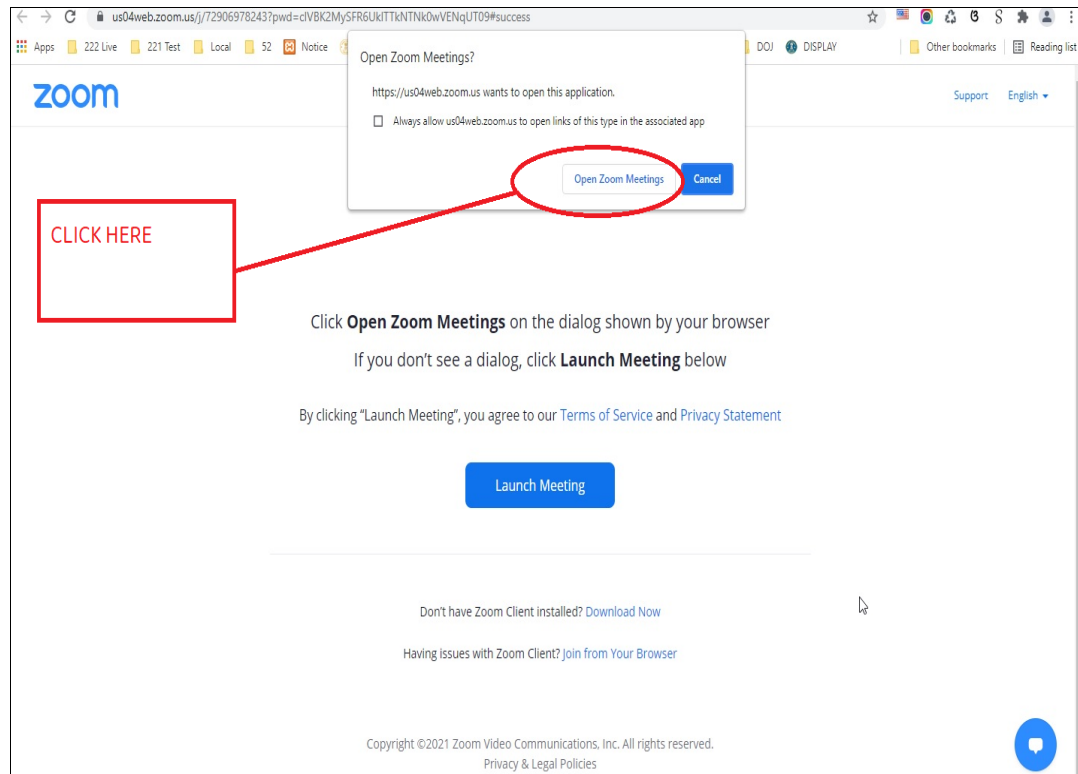 us04web.zoom.us/j/72906978243?pwd=clVBK2MySFR6UklTTkNTNk0wVENqUT09#success
Apps 222 Live 221 Test Local 52 Notice DOJ DISPLAY Other bookmarks Reading list
Open Zoom Meetings?
https://us04web.zoom.us wants to open this application.
Always allow us04web.zoom.us to open links of this type in the associated app
Open Zoom Meetings Cancel
zoom Support English
CLICK HERE
Click Open Zoom Meetings on the dialog shown by your browser
If you don't see a dialog, click Launch Meeting below
By clicking “Launch Meeting”, you agree to our Terms of Service and Privacy Statement
Launch Meeting
Don't have Zoom Client installed? Download Now
Having issues with Zoom Client? Join from Your Browser
Copyright ©2021 Zoom Video Communications, Inc. All rights reserved.
Privacy & Legal Policies